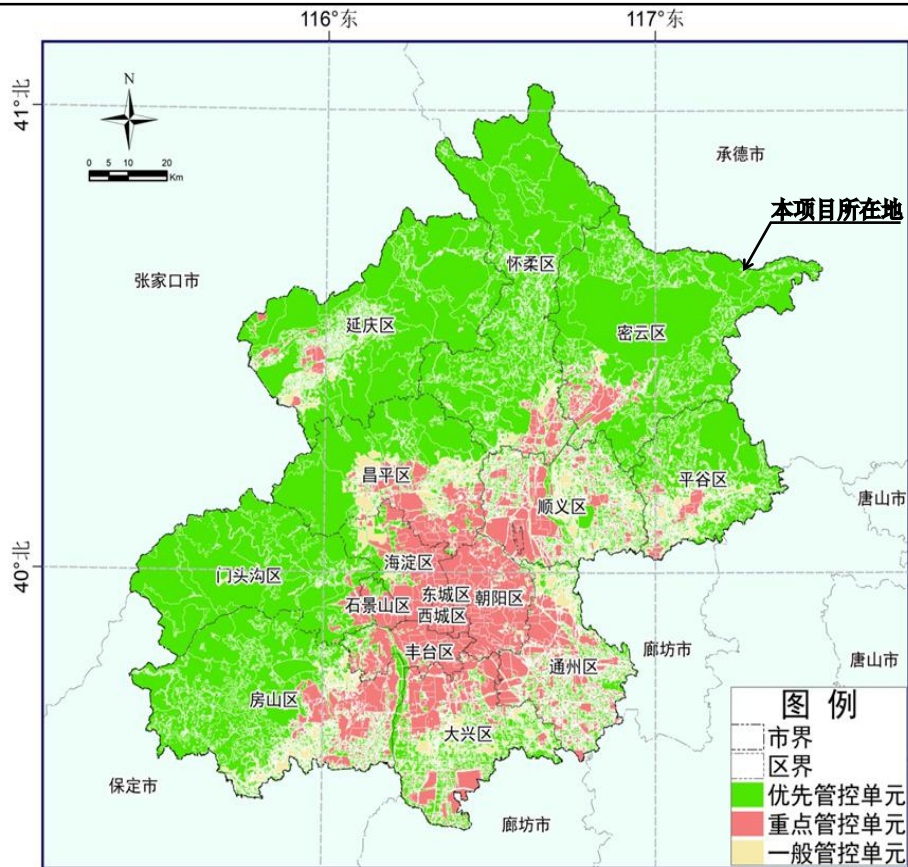 116°东
117°东
41°北
N
0 5 10 20
Km
承德市
本项目所在地
怀柔区
张家口市
延庆区
密云区
昌平区
平谷区
顺义区
唐山市
40°北
海淀区
门头沟区
东城区
朝阳区
石景山区
西城区
丰台区
通州区
廊坊市
唐山市
房山区
大兴区
保定市
廊坊市
图 例
市界
区界
优先管控单元
重点管控单元
一般管控单元